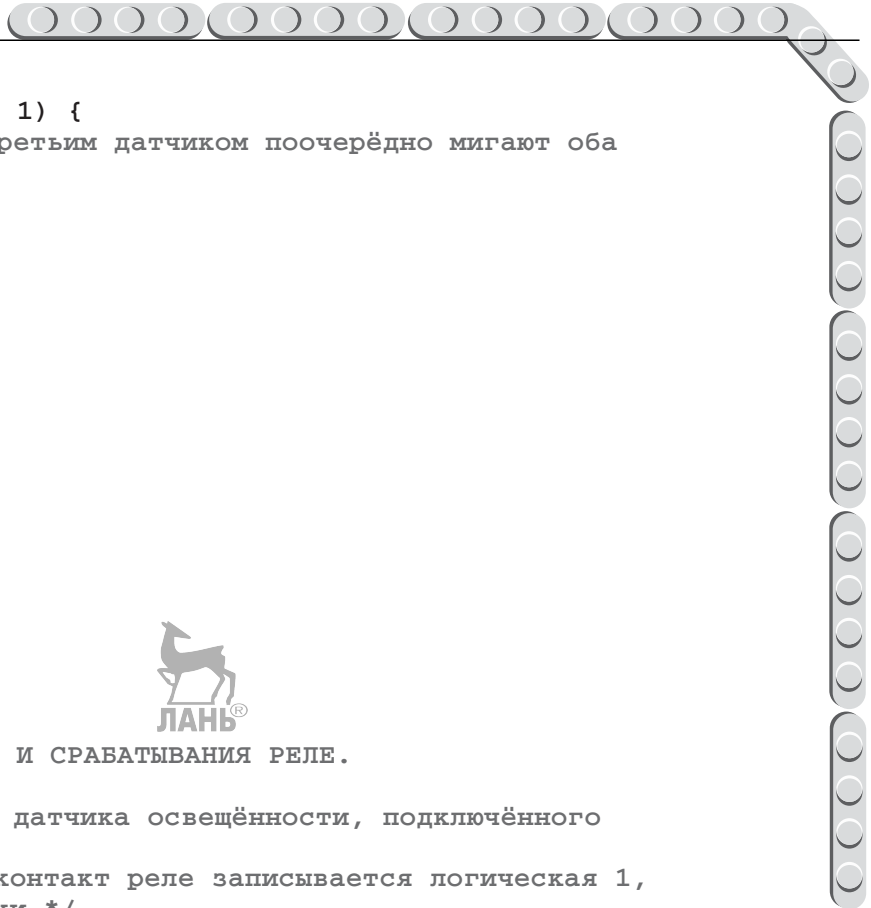 1) {
ретьим датчиком поочерёдно мигают оба
ЛАНЬ®
И СРАБАТЫВАНИЯ РЕЛЕ.
датчика освещённости, подключённого
контакт реле записывается логическая 1,
*/